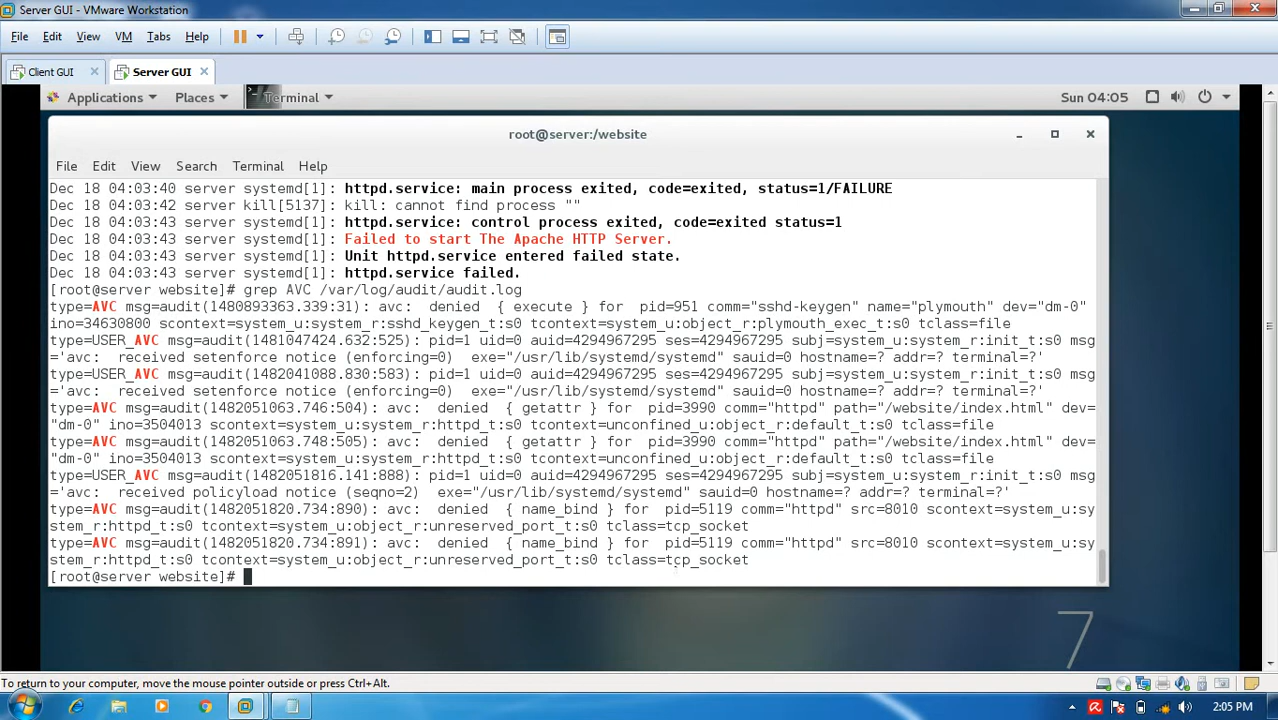 Server GUI - VMware Workstation
File Edit View VM Tabs Help
Client GUI Server GUI
Applications Places Terminal Sun 04:05
root@server:/website
File Edit View Search Terminal Help
Dec 18 04:03:40 server systemd[1]: httpd.service: main process exited, code=exited, status=1/FAILURE
Dec 18 04:03:42 server kill[5137]: kill: cannot find process ""
Dec 18 04:03:43 server systemd[1]: httpd.service: control process exited, code=exited status=1
Dec 18 04:03:43 server systemd[1]: Failed to start The Apache HTTP Server.
Dec 18 04:03:43 server systemd[1]: Unit httpd.service entered failed state.
Dec 18 04:03:43 server systemd[1]: httpd.service failed.
[root@server website]# grep AVC /var/log/audit/audit.log
type=AVC msg=audit(1480893363.339:31): avc:  denied  { execute } for  pid=951 comm="sshd-keygen" name="plymouth" dev="dm-0"
ino=34630800 scontext=system_u:system_r:sshd_keygen_t:s0 tcontext=system_u:object_r:plymouth_exec_t:s0 tclass=file
type=USER_AVC msg=audit(1481047424.632:525): pid=1 uid=0 auid=4294967295 ses=4294967295 subj=system_u:system_r:init_t:s0 msg
='avc:  received setenforce notice (enforcing=0)  exe="/usr/lib/systemd/systemd" sauid=0 hostname=? addr=? terminal=?'
type=USER_AVC msg=audit(1482041088.830:583): pid=1 uid=0 auid=4294967295 ses=4294967295 subj=system_u:system_r:init_t:s0 msg
='avc:  received setenforce notice (enforcing=0)  exe="/usr/lib/systemd/systemd" sauid=0 hostname=? addr=? terminal=?'
type=AVC msg=audit(1482051063.746:504): avc:  denied  { getattr } for  pid=3990 comm="httpd" path="/website/index.html" dev=
"dm-0" ino=3504013 scontext=system_u:system_r:httpd_t:s0 tcontext=unconfined_u:object_r:default_t:s0 tclass=file
type=AVC msg=audit(1482051063.748:505): avc:  denied  { getattr } for  pid=3990 comm="httpd" path="/website/index.html" dev=
"dm-0" ino=3504013 scontext=system_u:system_r:httpd_t:s0 tcontext=unconfined_u:object_r:default_t:s0 tclass=file
type=USER_AVC msg=audit(1482051816.141:888): pid=1 uid=0 auid=4294967295 ses=4294967295 subj=system_u:system_r:init_t:s0 msg
='avc:  received policyload notice (seqno=2)  exe="/usr/lib/systemd/systemd" sauid=0 hostname=? addr=? terminal=?'
type=AVC msg=audit(1482051820.734:890): avc:  denied  { name_bind } for  pid=5119 comm="httpd" src=8010 scontext=system_u:sy
stem_r:httpd_t:s0 tcontext=system_u:object_r:unreserved_port_t:s0 tclass=tcp_socket
type=AVC msg=audit(1482051820.734:891): avc:  denied  { name_bind } for  pid=5119 comm="httpd" src=8010 scontext=system_u:sy
stem_r:httpd_t:s0 tcontext=system_u:object_r:unreserved_port_t:s0 tclass=tcp_socket
[root@server website]#
7
To return to your computer, move the mouse pointer outside or press Ctrl+Alt.
2:05 PM